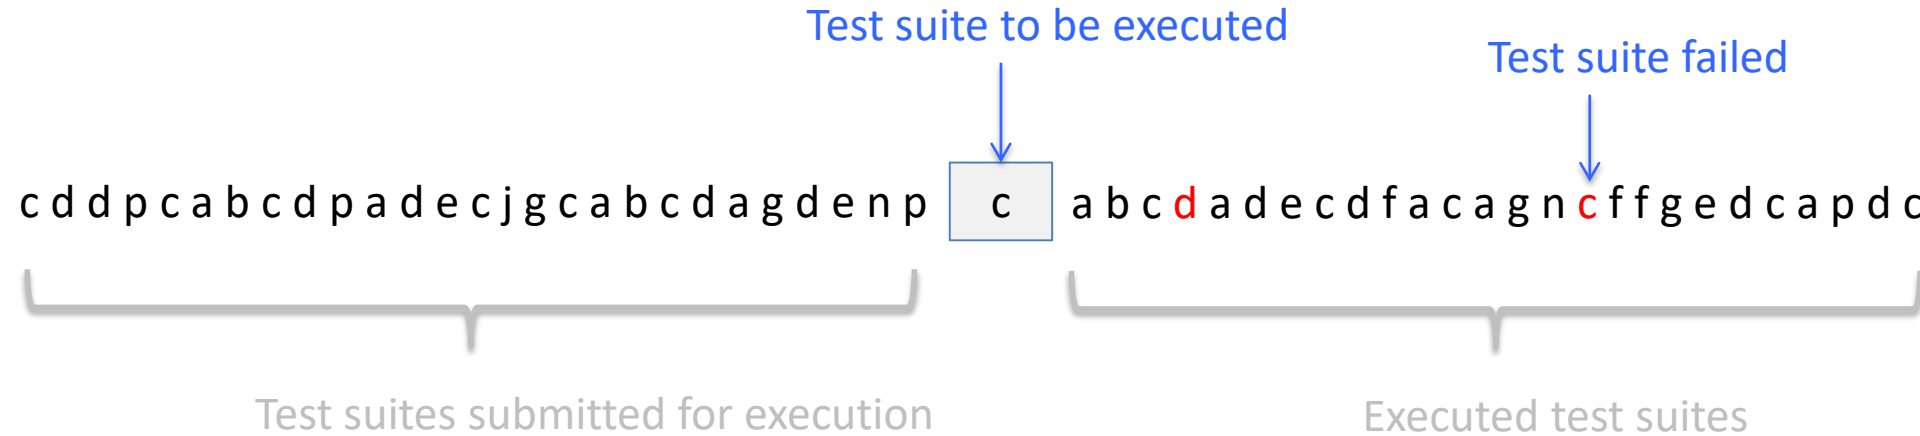 Test suite to be executed
Test suite failed
c d d p c a b c d p a d e c j g c a b c d a g d e n p c a b c d a d e c d f a c a g n c f f g e d c a p d c
Test suites submitted for execution
Executed test suites